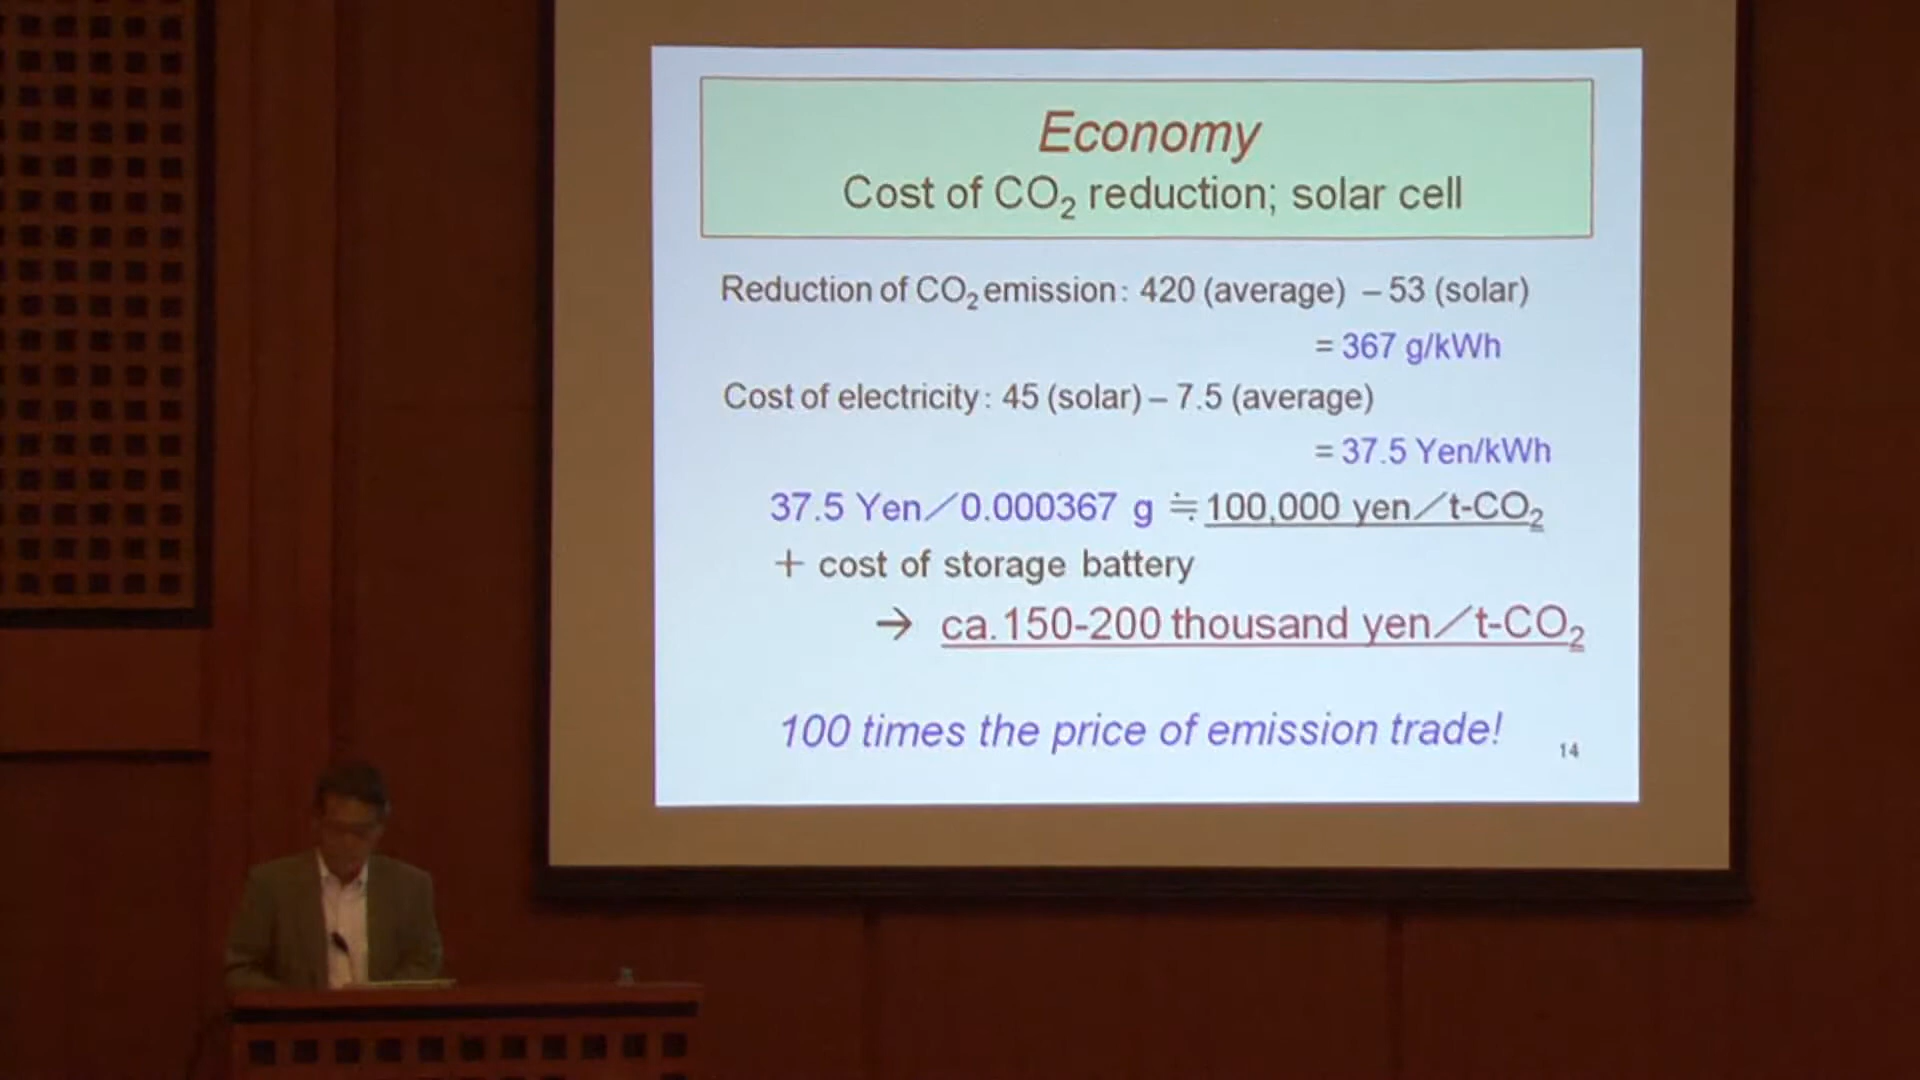 Economy
Cost of CO₂ reduction; solar cell
Reduction of CO₂ emission: 420 (average) – 53 (solar)
= 367 g/kWh
Cost of electricity: 45 (solar) – 7.5 (average)
= 37.5 Yen/kWh
37.5 Yen／0.000367 g ≒ 100,000 yen／t-CO₂
＋ cost of storage battery
→ ca.150-200 thousand yen／t-CO₂
100 times the price of emission trade!
14